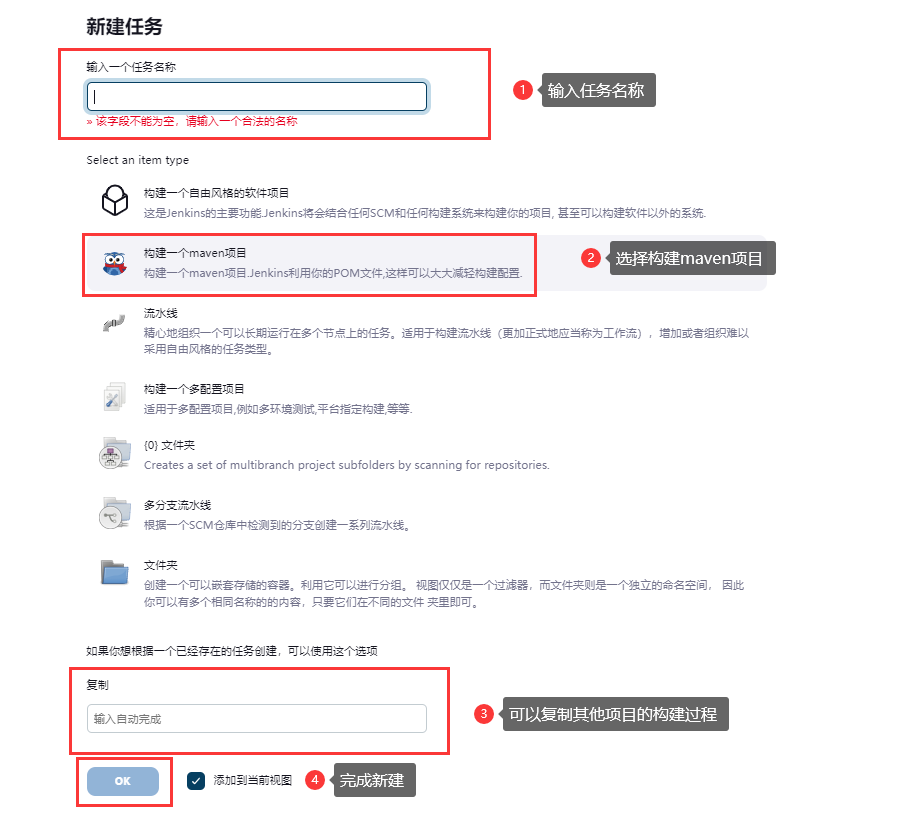 新建任务
输入一个任务名称
» 该字段不能为空，请输入一个合法的名称
1 输入任务名称
Select an item type
构建一个自由风格的软件项目
这是Jenkins的主要功能.Jenkins将会结合任何SCM和任何构建系统来构建你的项目, 甚至可以构建软件以外的系统.
构建一个maven项目
构建一个maven项目.Jenkins利用你的POM文件,这样可以大大减轻构建配置.
2 选择构建maven项目
流水线
精心地组织一个可以长期运行在多个节点上的任务。适用于构建流水线（更加正式地应当称为工作流），增加或者组织难以
采用自由风格的任务类型。
构建一个多配置项目
适用于多配置项目,例如多环境测试,平台指定构建,等等.
{0} 文件夹
Creates a set of multibranch project subfolders by scanning for repositories.
多分支流水线
根据一个SCM仓库中检测到的分支创建一系列流水线。
文件夹
创建一个可以嵌套存储的容器。利用它可以进行分组。 视图仅仅是一个过滤器，而文件夹则是一个独立的命名空间， 因此
你可以有多个相同名称的的内容，只要它们在不同的文件 夹里即可。
如果你想根据一个已经存在的任务创建，可以使用这个选项
复制
输入自动完成
3 可以复制其他项目的构建过程
OK
添加到当前视图
4 完成新建